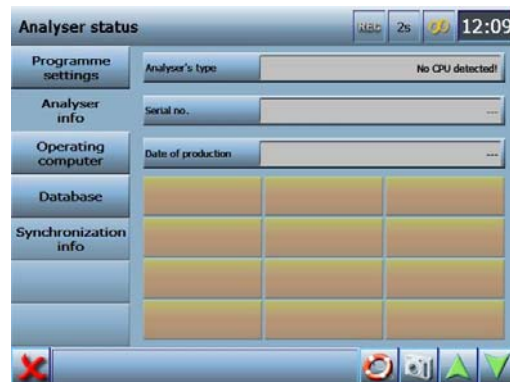 Analyser status
REC
2s
12:09
Programme
settings
Analyser's type
No CPU detected!
Analyser
info
Serial no.
---
Operating
computer
Date of production
---
Database
Synchronization
info